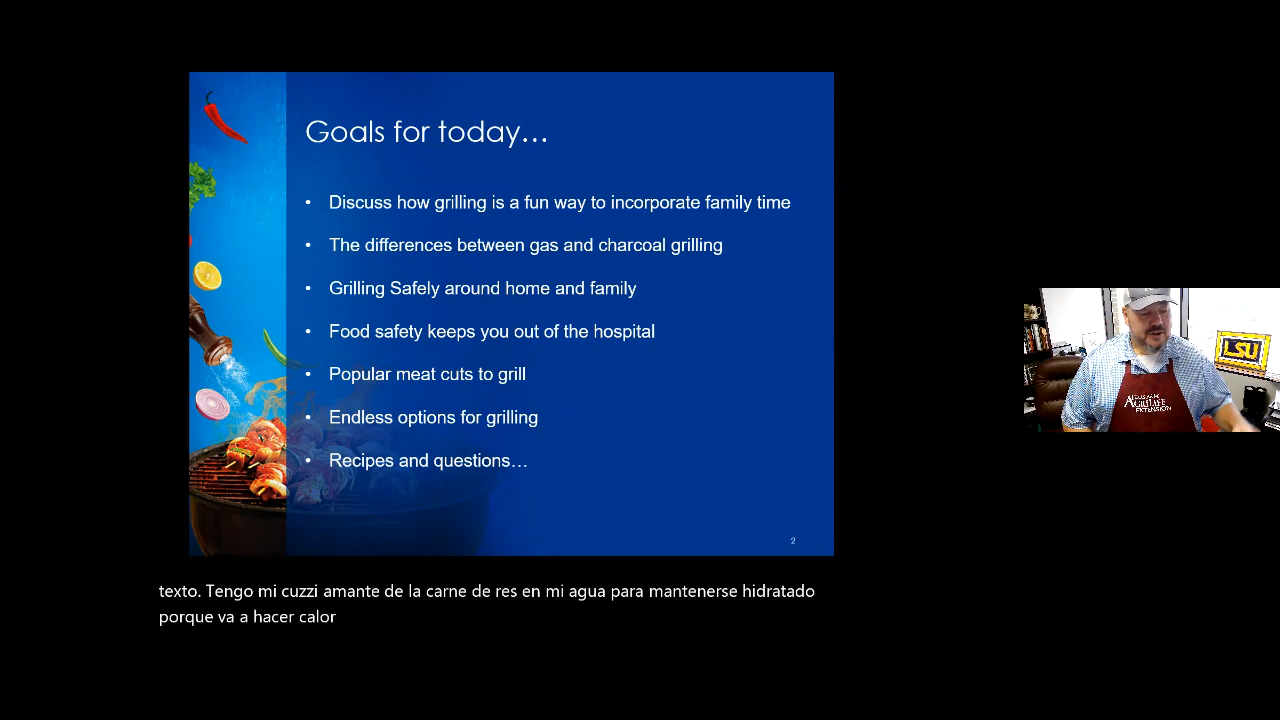 Goals for today…
• Discuss how grilling is a fun way to incorporate family time
• The differences between gas and charcoal grilling
• Grilling Safely around home and family
• Food safety keeps you out of the hospital
• Popular meat cuts to grill
• Endless options for grilling
• Recipes and questions…
2
LSU
TEXAS A&M
AGRILIFE
EXTENSION
texto. Tengo mi cuzzi amante de la carne de res en mi agua para mantenerse hidratado
porque va a hacer calor